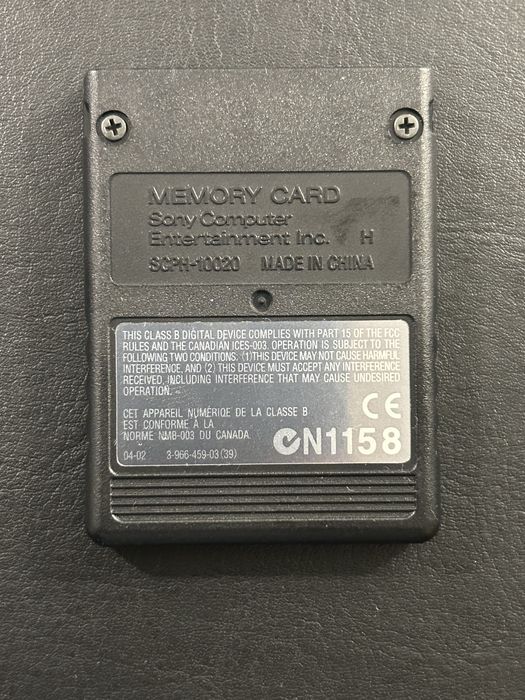 MEMORY CARD
Sony Computer
Entertainment Inc. H
SCPH-10020 MADE IN CHINA
THIS CLASS B DIGITAL DEVICE COMPLIES WITH PART 15 OF THE FCC
RULES AND THE CANADIAN ICES-003. OPERATION IS SUBJECT TO THE
FOLLOWING TWO CONDITIONS: (1)THIS DEVICE MAY NOT CAUSE HARMFUL
INTERFERENCE, AND (2) THIS DEVICE MUST ACCEPT ANY INTERFERENCE
RECEIVED, INCLUDING INTERFERENCE THAT MAY CAUSE UNDESIRED
OPERATION.
CET APPAREIL NUMÉRIQE DE LA CLASSE B
EST CONFORME À LA
NORME NMB-003 DU CANADA.
CE
N1158
04-02 3-966-459-03 (39)